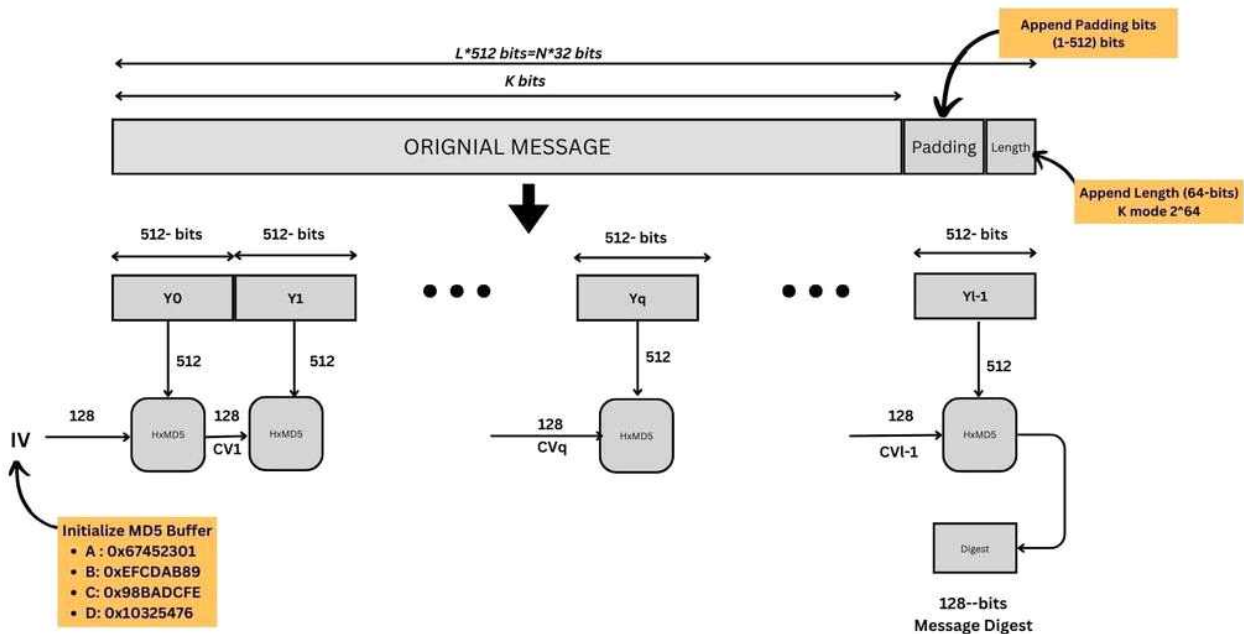 Append Padding bits
(1-512) bits
L*512 bits=N*32 bits
K bits
ORIGNIAL MESSAGE
Padding
Length
Append Length (64-bits)
K mode 2^64
512- bits
512- bits
512- bits
512- bits
Y0
Y1
Yq
Yl-1
512
512
512
512
IV
128
HxMD5
128
CV1
HxMD5
128
CVq
HxMD5
128
CVl-1
HxMD5
Initialize MD5 Buffer
• A : 0x67452301
• B: 0xEFCDAB89
• C: 0x98BADCFE
• D: 0x10325476
Digest
128--bits
Message Digest